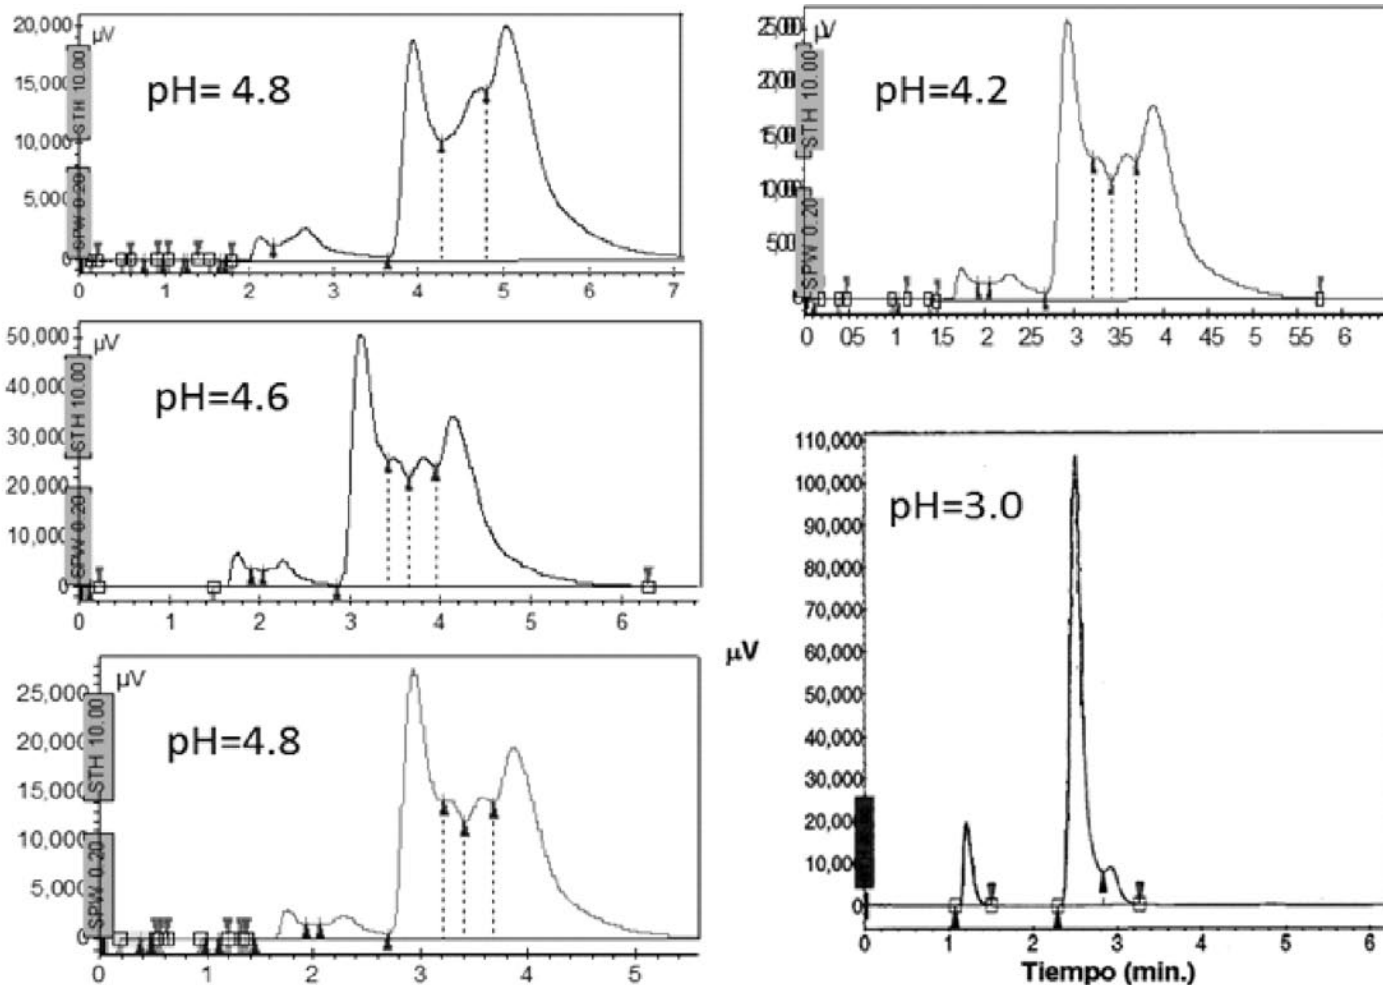 20,000
µV
15,000
10,000
5,000
0
STH 10.00
SPW 0.20
pH= 4.8
0 1 2 3 4 5 6 7
50,000
µV
40,000
30,000
20,000
10,000
0
STH 10.00
SPW 0.20
pH=4.6
0 1 2 3 4 5 6
25,000
µV
20,000
15,000
10,000
5,000
0
STH 10.00
SPW 0.20
pH=4.8
0 1 2 3 4 5
µV
STH 10.00
SPW 0.20
pH=4.2
0 05 1 15 2 25 3 35 4 45 5 55 6
110,000
100,000
90,000
80,000
70,000
60,000
50,000
40,000
30,000
20,000
10,000
0
µV
pH=3.0
0 1 2 3 4 5 6
Tiempo (min.)